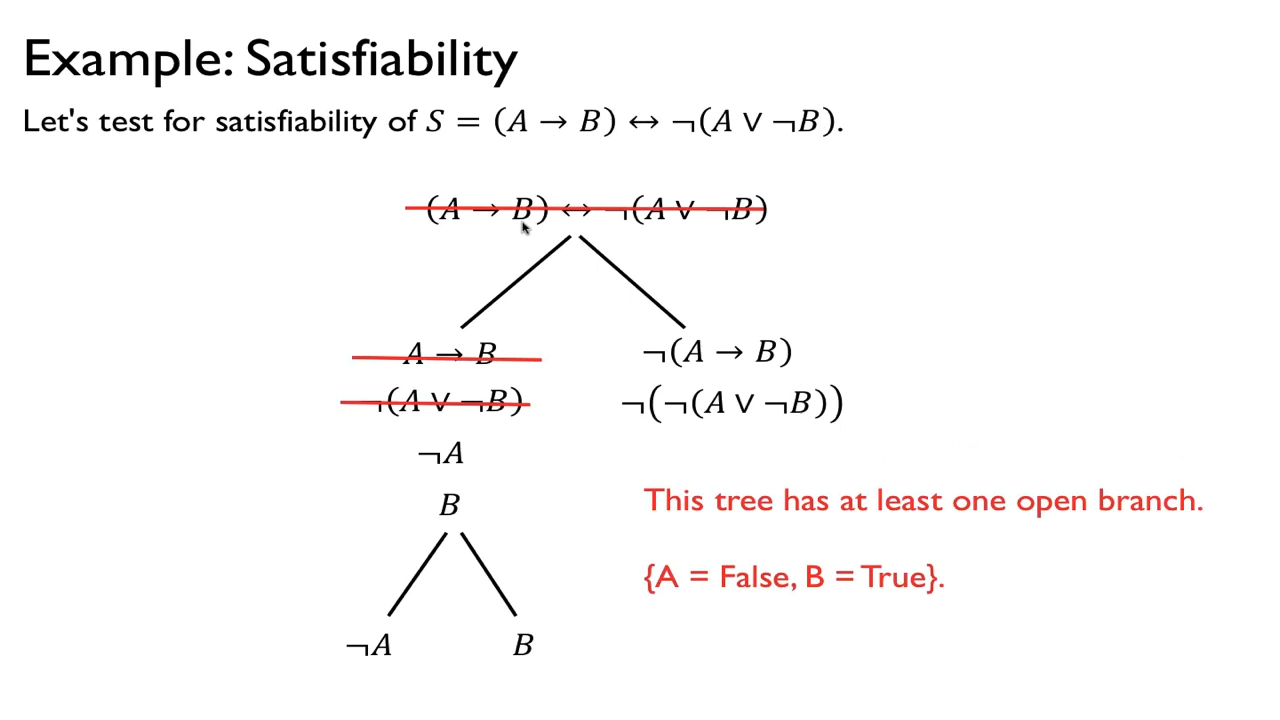 Example: Satisfiability
Let's test for satisfiability of S = (A → B) ↔ ¬(A ∨ ¬B).
(A → B) ↔ ¬(A ∨ ¬B)
A → B
¬(A → B)
¬(A ∨ ¬B)
¬(¬(A ∨ ¬B))
¬A
B
This tree has at least one open branch.
{A = False, B = True}.
¬A
B